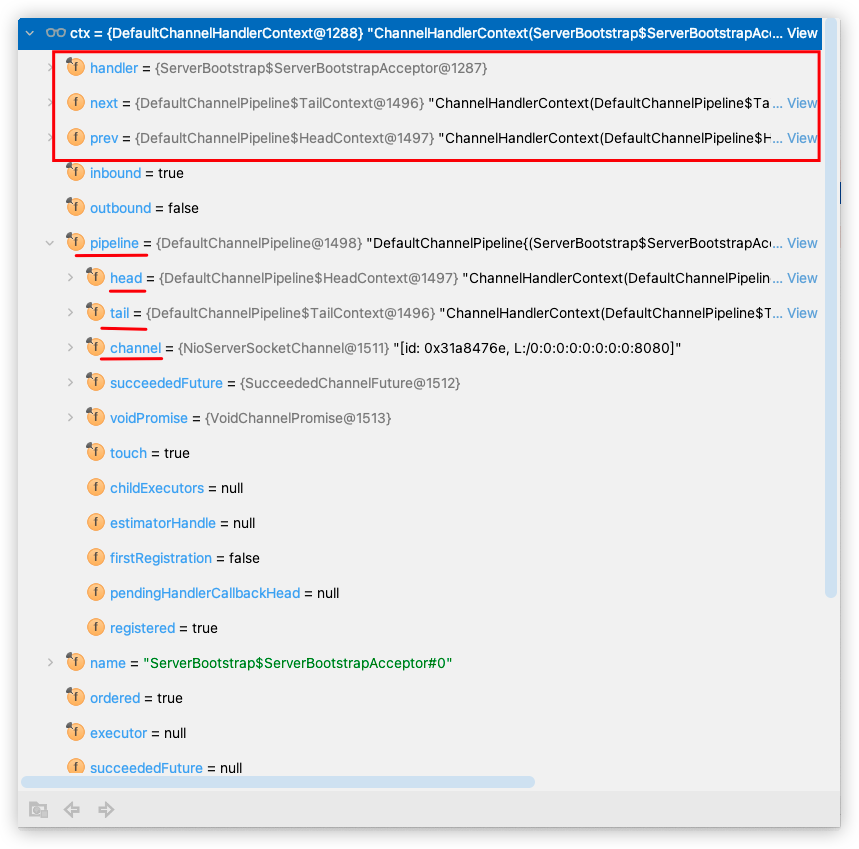 ctx = {DefaultChannelHandlerContext@1288} "ChannelHandlerContext(ServerBootstrap$ServerBootstrapAcc... View
handler = {ServerBootstrap$ServerBootstrapAcceptor@1287}
next = {DefaultChannelPipeline$TailContext@1496} "ChannelHandlerContext(DefaultChannelPipeline$Ta... View
prev = {DefaultChannelPipeline$HeadContext@1497} "ChannelHandlerContext(DefaultChannelPipeline$H... View
inbound = true
outbound = false
pipeline = {DefaultChannelPipeline@1498} "DefaultChannelPipeline{(ServerBootstrap$ServerBootstrapAcc... View
head = {DefaultChannelPipeline$HeadContext@1497} "ChannelHandlerContext(DefaultChannelPipelin... View
tail = {DefaultChannelPipeline$TailContext@1496} "ChannelHandlerContext(DefaultChannelPipeline$T... View
channel = {NioServerSocketChannel@1511} "[id: 0x31a8476e, L:/0:0:0:0:0:0:0:0:8080]"
succeededFuture = {SucceededChannelFuture@1512}
voidPromise = {VoidChannelPromise@1513}
touch = true
childExecutors = null
estimatorHandle = null
firstRegistration = false
pendingHandlerCallbackHead = null
registered = true
name = "ServerBootstrap$ServerBootstrapAcceptor#0"
ordered = true
executor = null
succeededFuture = null